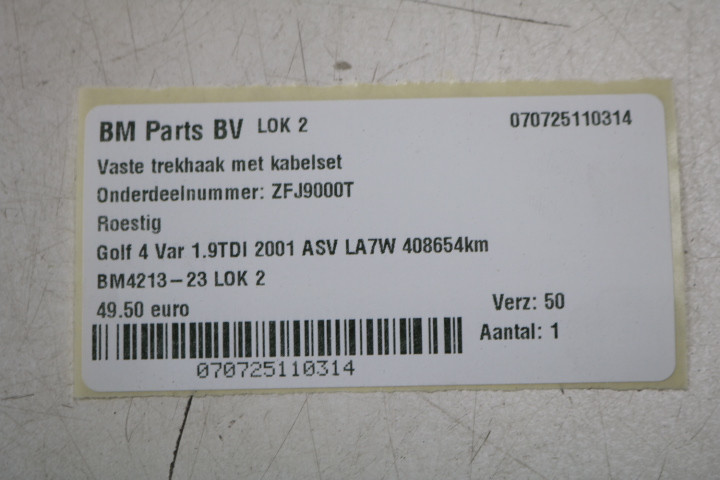 BM Parts BV LOK 2 070725110314
Vaste trekhaak met kabelset
Onderdeelnummer: ZFJ9000T
Roestig
Golf 4 Var 1.9TDI 2001 ASV LA7W 408654km
BM4213-23 LOK 2
49.50 euro Verz: 50
Aantal: 1
070725110314